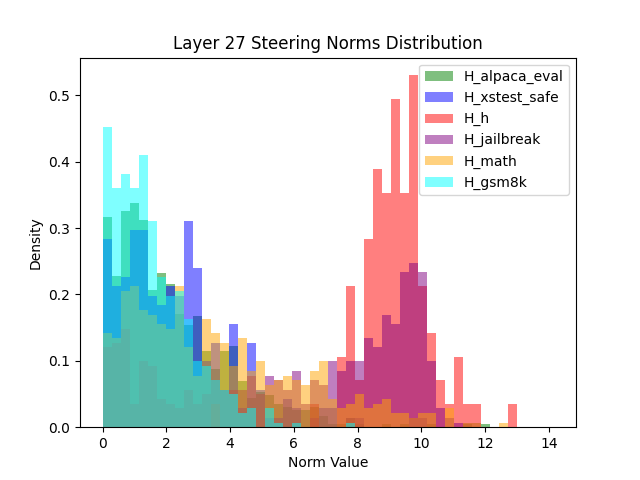 Layer 27 Steering Norms Distribution
H_alpaca_eval
H_xstest_safe
H_h
H_jailbreak
H_math
H_gsm8k
Density
0.5
0.4
0.3
0.2
0.1
0.0
0 2 4 6 8 10 12 14
Norm Value